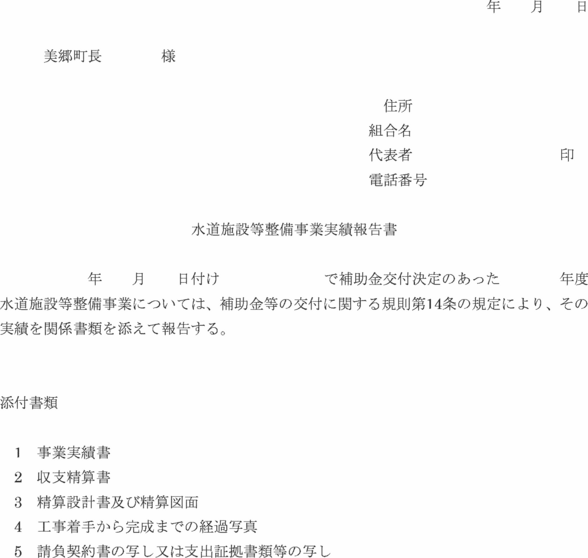 年　　月　　日
美郷町長　　　　様
住所
組合名
代表者　　　　　　　　　　印
電話番号
水道施設等整備事業実績報告書
年　　月　　日付け　　　　　　　で補助金交付決定のあった　　　　年度
水道施設等整備事業については、補助金等の交付に関する規則第14条の規定により、その
実績を関係書類を添えて報告する。
添付書類
1　事業実績書
2　収支精算書
3　精算設計書及び精算図面
4　工事着手から完成までの経過写真
5　請負契約書の写し又は支出証拠書類等の写し